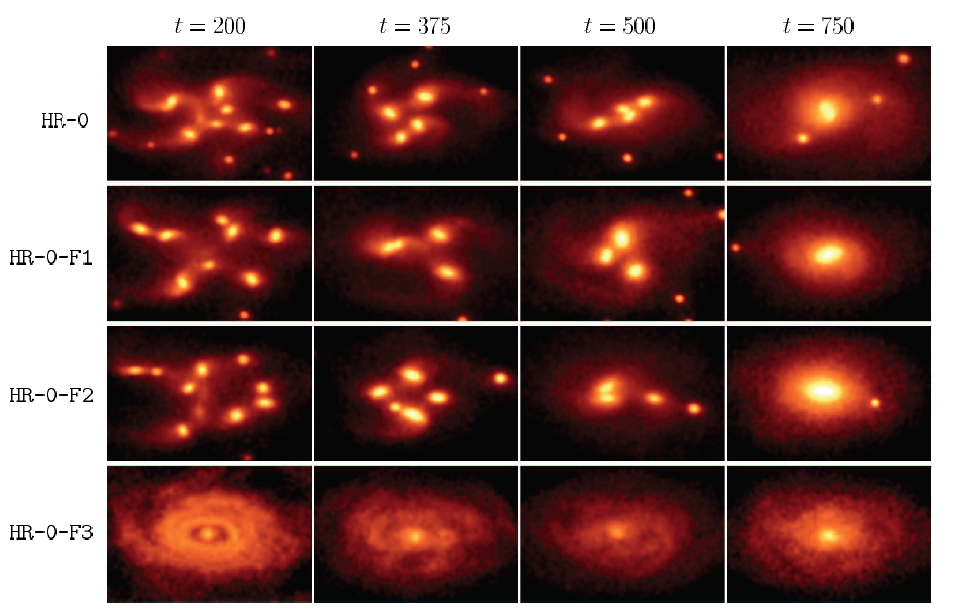 t = 200 t = 375 t = 500 t = 750
HR-0
HR-0-F1
HR-0-F2
HR-0-F3